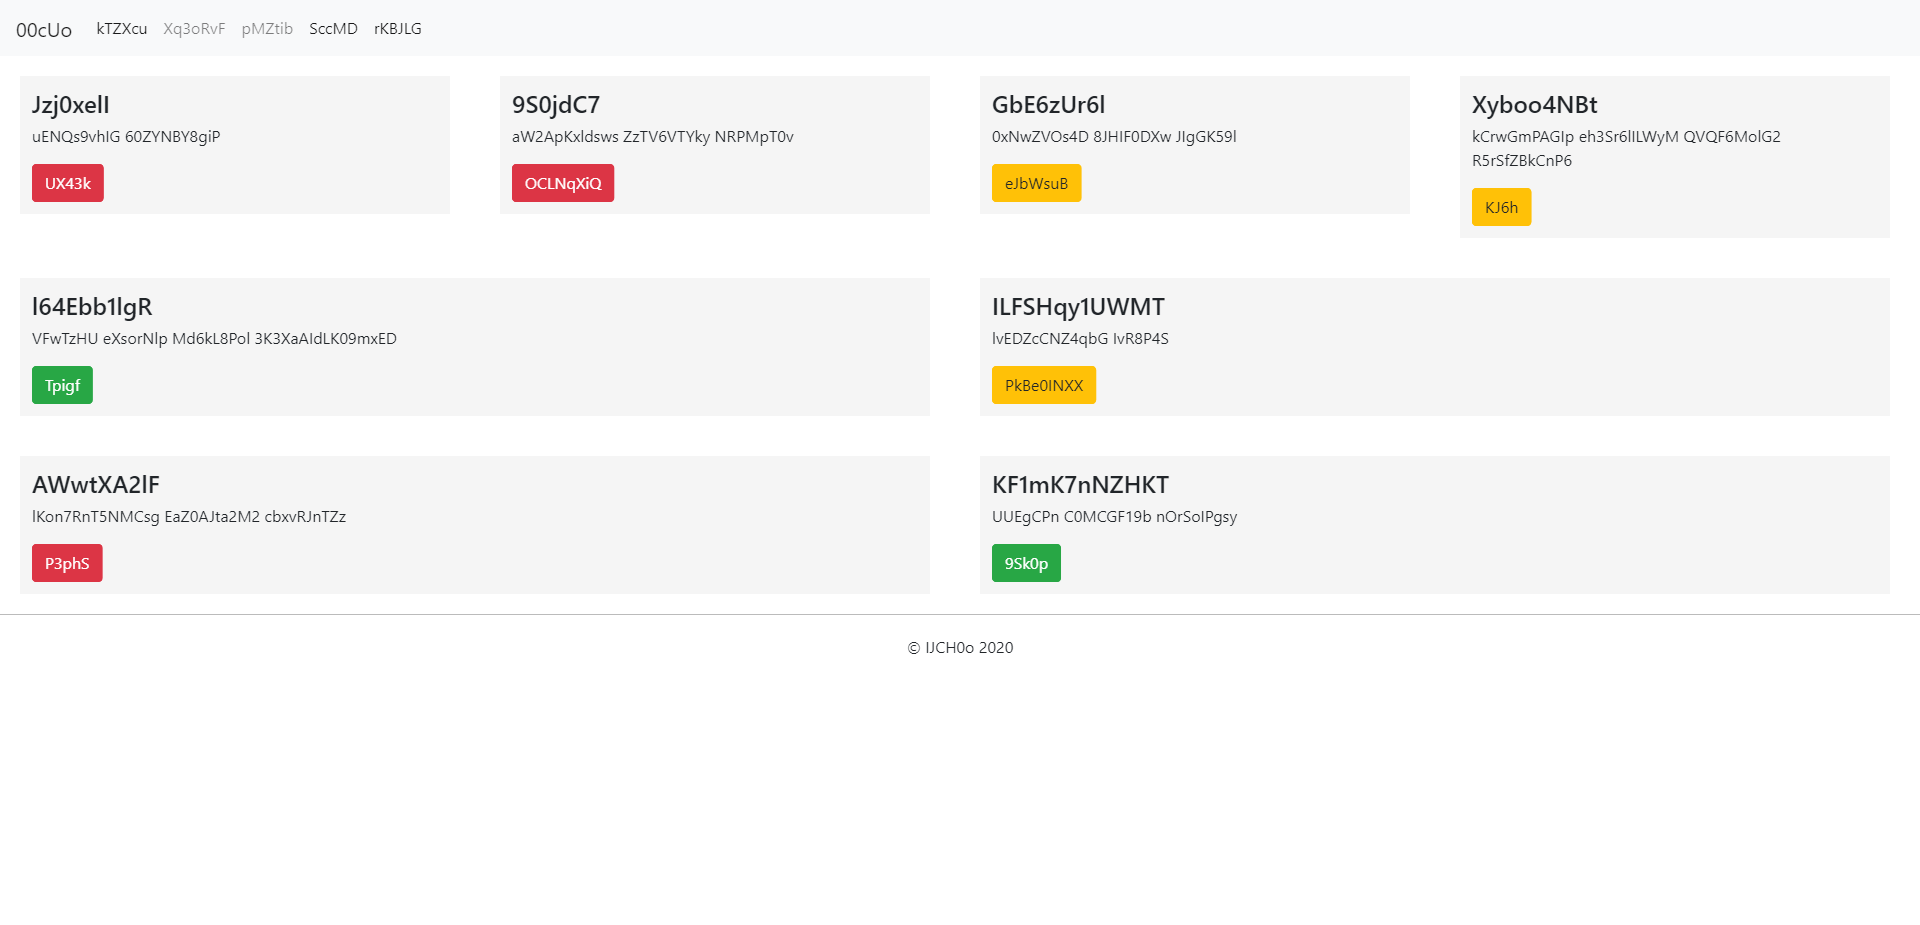 00cUo kTZXcu Xq3oRvF pMZtib SccMD rKBJLG
Jzj0xelI
uENQs9vhIG 60ZYNBY8giP
UX43k
9S0jdC7
aW2ApKxldsws ZzTV6VTYky NRPMpT0v
OCLNqXiQ
GbE6zUr6l
0xNwZVOs4D 8JHIF0DXw JIgGK59l
eJbWsuB
Xyboo4NBt
kCrwGmPAGIp eh3Sr6lILWyM QVQF6MolG2
R5rSfZBkCnP6
KJ6h
l64Ebb1lgR
VFwTzHU eXsorNlp Md6kL8Pol 3K3XaAIdLK09mxED
Tpigf
ILFSHqy1UWMT
lvEDZcCNZ4qbG IvR8P4S
PkBe0INXX
AWwtXA2lF
lKon7RnT5NMCsg EaZ0AJta2M2 cbxvRJnTZz
P3phS
KF1mK7nNZHKT
UUEgCPn C0MCGF19b nOrSoIPgsy
9Sk0p
© IJCH0o 2020